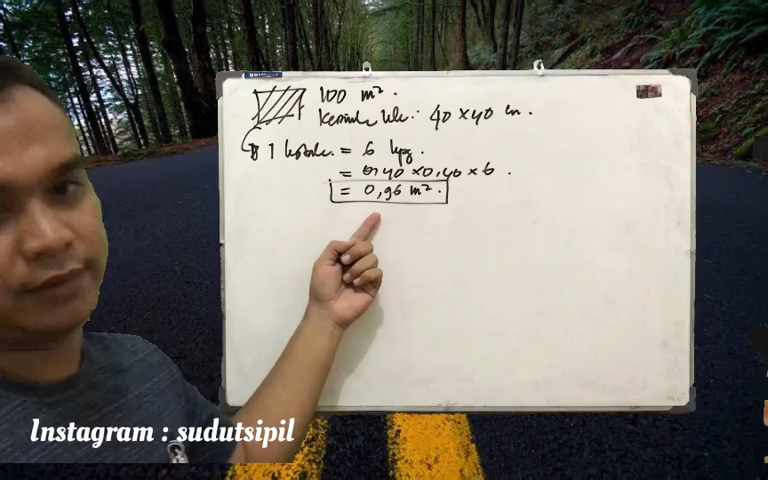 100 m².
Keramik Uk: 40 x 40 cm.
1 kotak = 6 kpg.
= 0,40 x 0,40 x 6.
= 0,96 m².
Instagram : sudutsipil